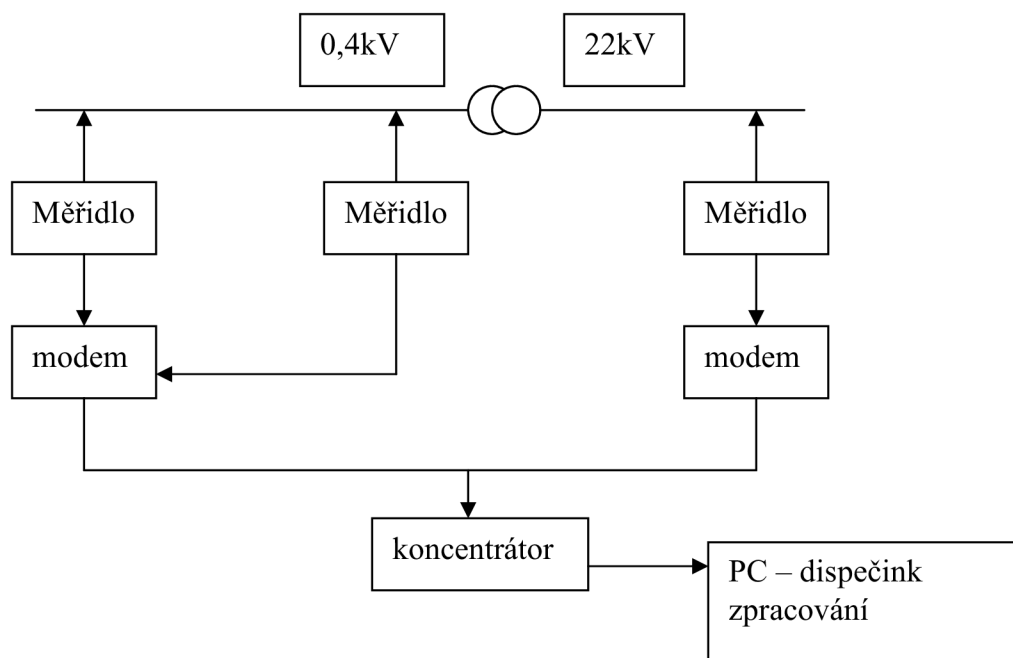 0,4kV
22kV
Měřidlo
Měřidlo
Měřidlo
modem
modem
koncentrátor
PC – dispečink
zpracování